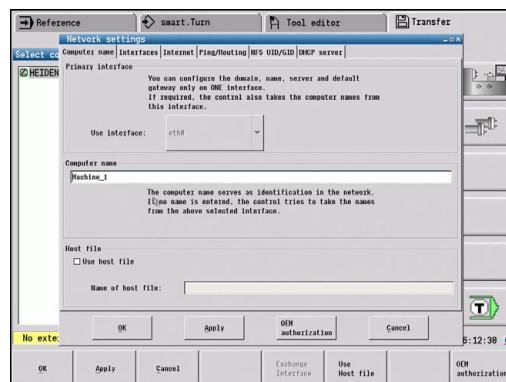 Reference
smart.Turn
Tool editor
Transfer
Network settings
Select co
Computer name Interfaces Internet Ping/Routing NFS UID/GID DHCP server
HEIDEN
Primary interface
You can configure the domain, name, server and default
gateway only on ONE interface.
If required, the control also takes the computer names from
this interface.
Use interface: eth0
Computer name
Machine_1
The computer name serves as identification in the network.
If no name is entered, the control tries to take the names
from the above selected interface.
Host file
Use host file
Name of host file:
OK Apply OEM authorization Cancel
T
No exte
6:12:30
OK Apply Cancel Exchange Interface Use Host file OEM authorization